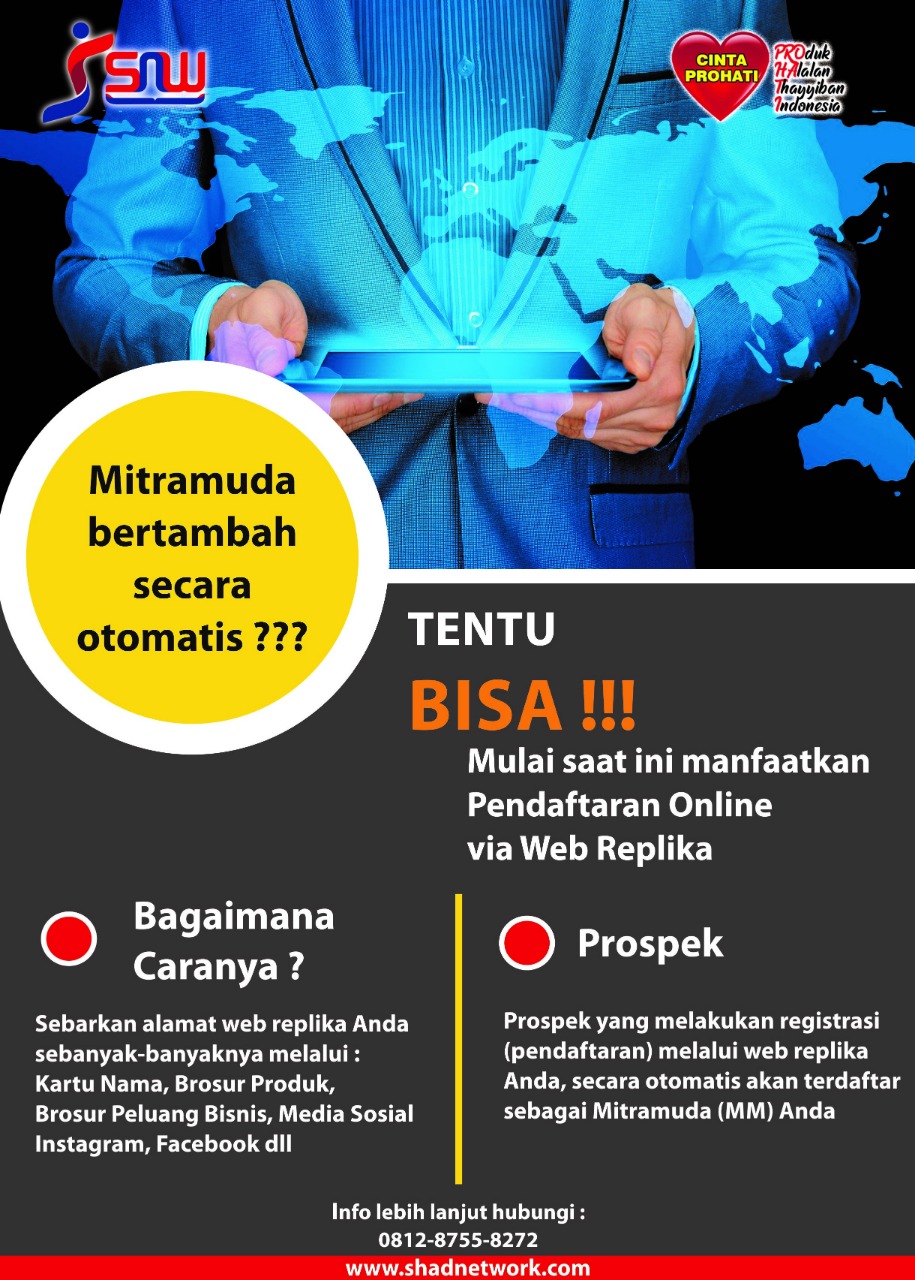 SNW
CINTA
PROHATI
PROduk
HAlalan
Thayyiban
Indonesia
Mitramuda
bertambah
secara
otomatis ???
TENTU
BISA !!!
Mulai saat ini manfaatkan
Pendaftaran Online
via Web Replika
Bagaimana
Caranya ?
Sebarkan alamat web replika Anda
sebanyak-banyaknya melalui :
Kartu Nama, Brosur Produk,
Brosur Peluang Bisnis, Media Sosial
Instagram, Facebook dll
Prospek
Prospek yang melakukan registrasi
(pendaftaran) melalui web replika
Anda, secara otomatis akan terdaftar
sebagai Mitramuda (MM) Anda
Info lebih lanjut hubungi :
0812-8755-8272
www.shadnetwork.com